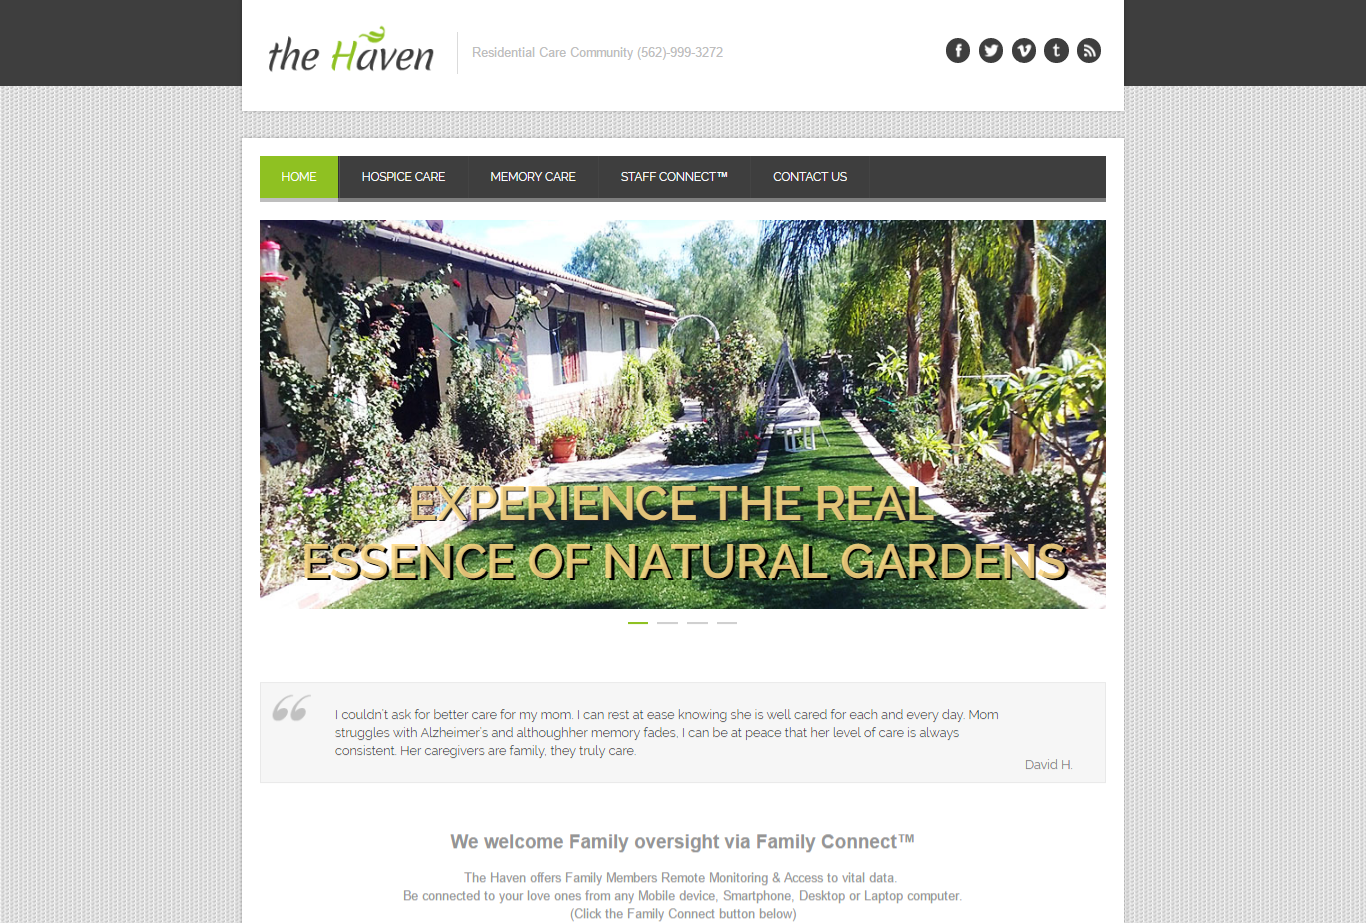 the Haven
Residential Care Community (562)-999-3272
HOME
HOSPICE CARE
MEMORY CARE
STAFF CONNECT™
CONTACT US
EXPERIENCE THE REAL
ESSENCE OF NATURAL GARDENS
“
I couldn't ask for better care for my mom. I can rest at ease knowing she is well cared for each and every day. Mom
struggles with Alzheimer's and althoughher memory fades, I can be at peace that her level of care is always
consistent. Her caregivers are family, they truly care.
David H.
We welcome Family oversight via Family Connect™
The Haven offers Family Members Remote Monitoring & Access to vital data.
Be connected to your love ones from any Mobile device, Smartphone, Desktop or Laptop computer.
(Click the Family Connect button below)